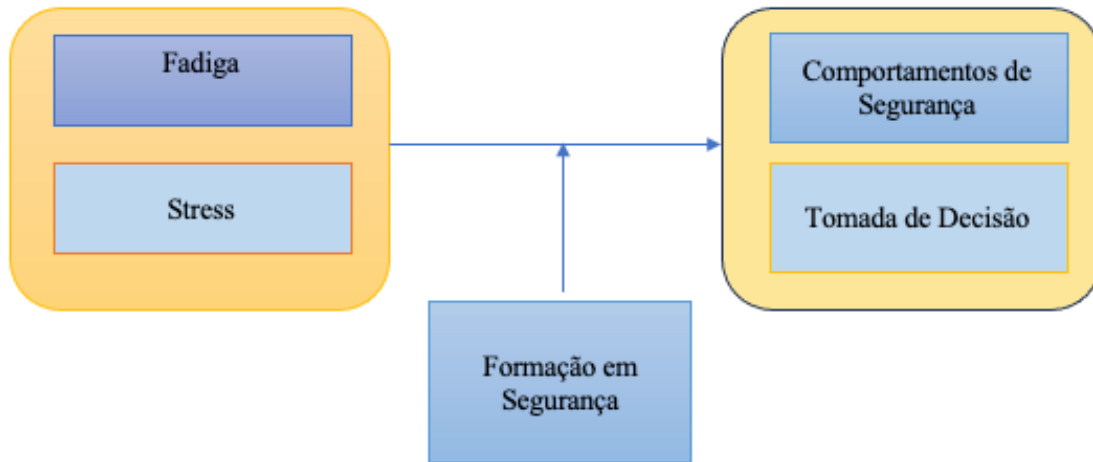 Fadiga
Stress
Comportamentos de
Segurança
Tomada de Decisão
Formação em
Segurança